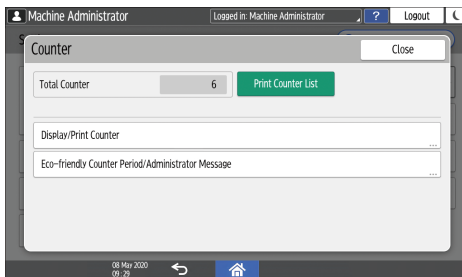 Machine Administrator
Logged in: Machine Administrator
?
Logout
S
Counter
Close
Total Counter
6
Print Counter List
Display/Print Counter
...
Eco-friendly Counter Period/Administrator Message
...
08 May 2020
09:29